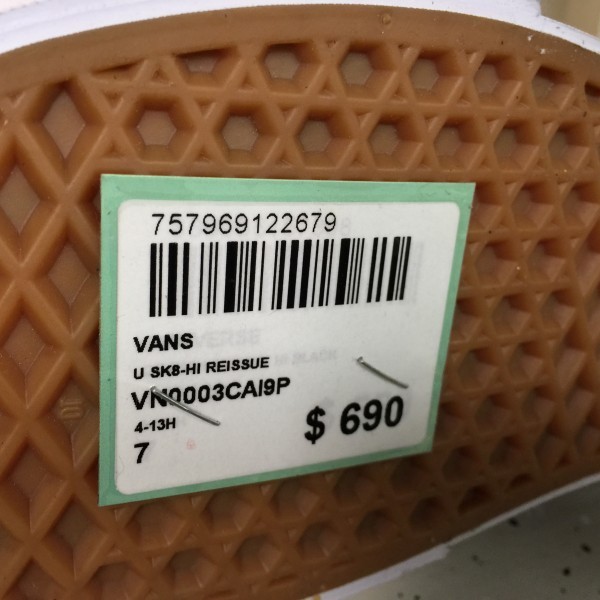 757969122679
VANS
U SK8-HI REISSUE
VN0003CAI9P
4-13H
7
$ 690